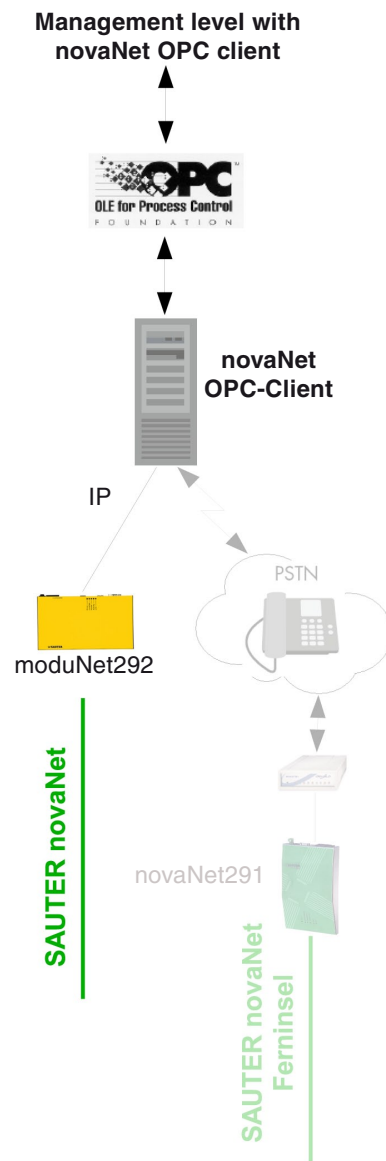 Management level with
novaNet OPC client
OPC™
OLE for Process Control
FOUNDATION
novaNet
OPC-Client
IP
PSTN
moduNet292
novaNet291
SAUTER novaNet
SAUTER novaNet
Ferninsel